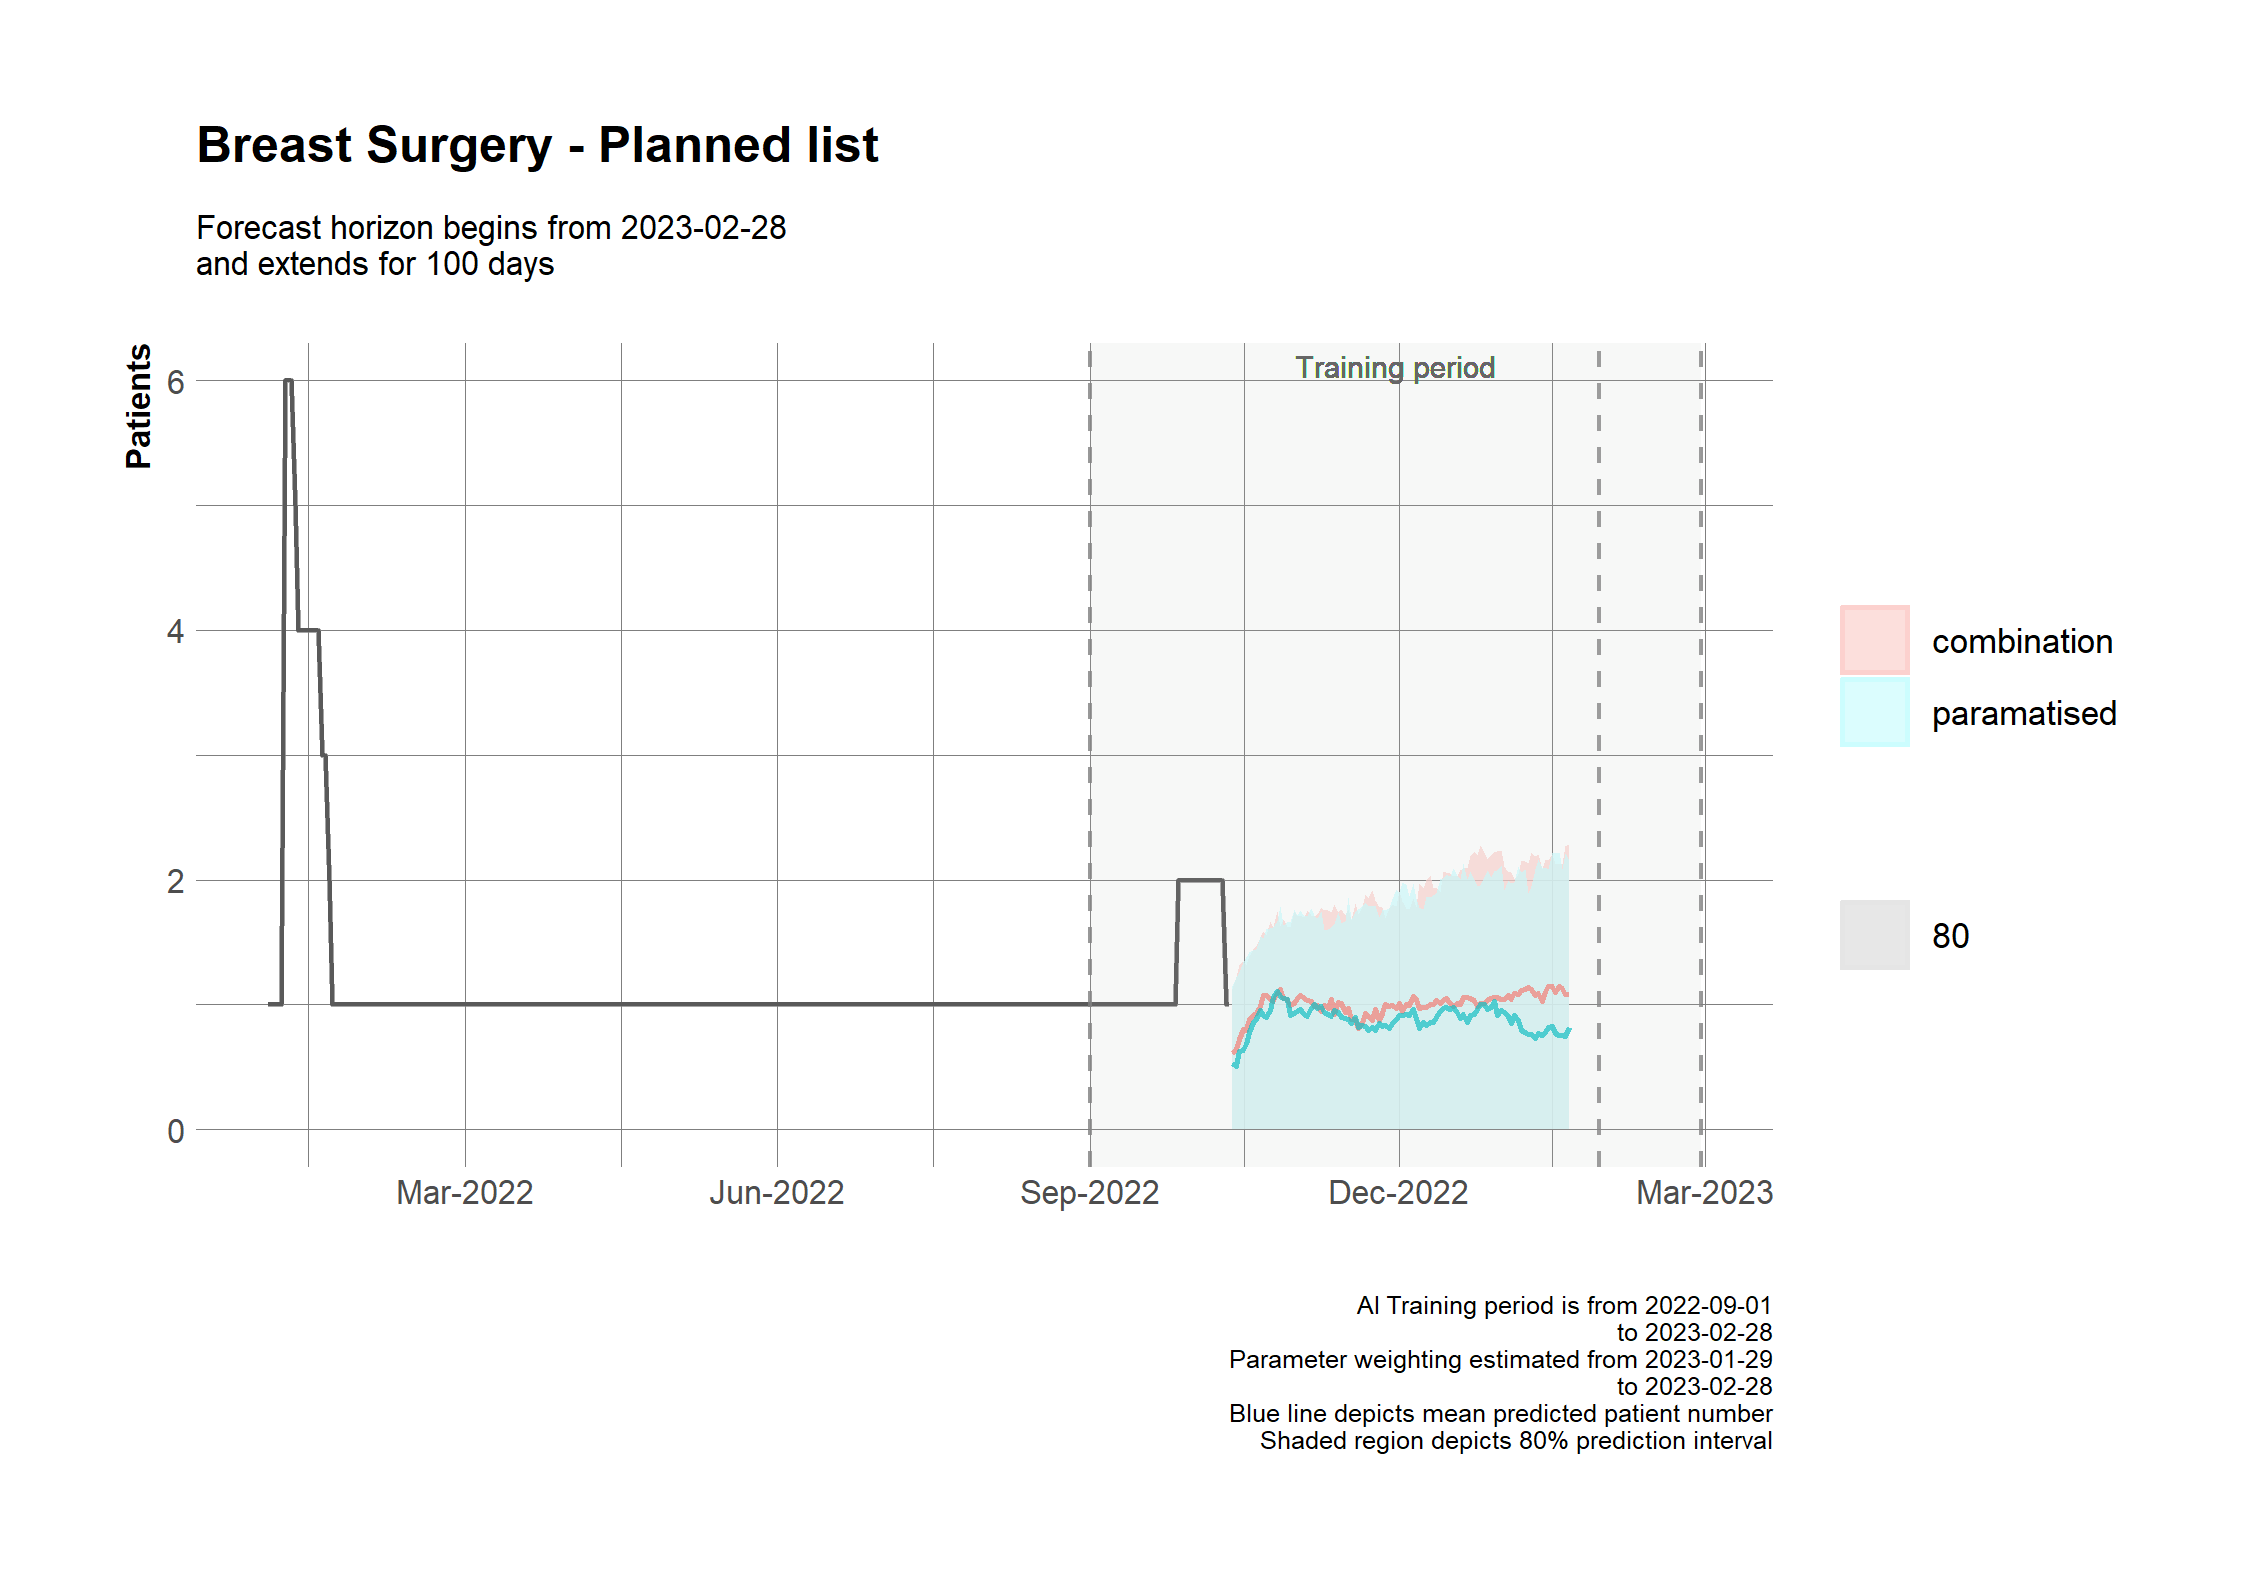 Breast Surgery - Planned list
Forecast horizon begins from 2023-02-28
and extends for 100 days
Patients
6
4
2
0
Training period
Mar-2022
Jun-2022
Sep-2022
Dec-2022
Mar-2023
combination
paramatised
80
AI Training period is from 2022-09-01
to 2023-02-28
Parameter weighting estimated from 2023-01-29
to 2023-02-28
Blue line depicts mean predicted patient number
Shaded region depicts 80% prediction interval